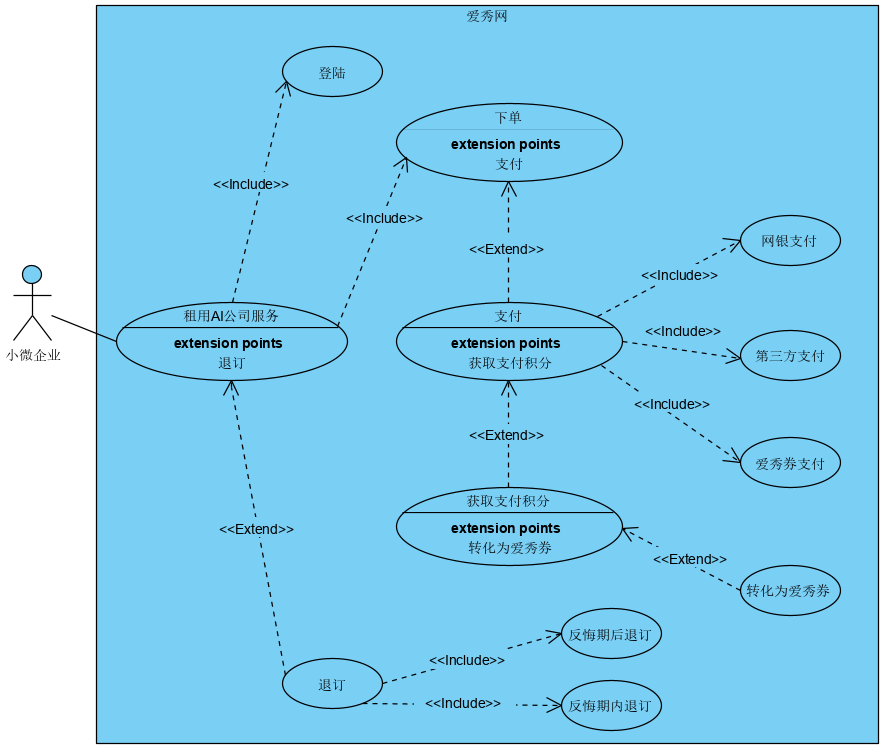 爱秀网
登陆
下单
extension points
支付
<<Include>>
<<Include>>
网银支付
<<Extend>>
<<Include>>
租用AI公司服务
extension points
退订
支付
extension points
获取支付积分
<<Include>>
第三方支付
小微企业
<<Include>>
<<Extend>>
爱秀券支付
获取支付积分
extension points
转化为爱秀券
<<Extend>>
<<Extend>>
转化为爱秀券
反悔期后退订
<<Include>>
退订
<<Include>>
反悔期内退订